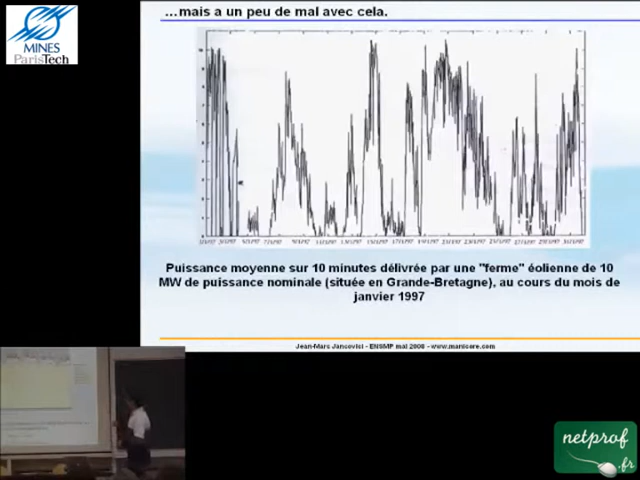 ...mais a un peu de mal avec cela.
MINES
ParisTech
Puissance moyenne sur 10 minutes délivrée par une "ferme" éolienne de 10
MW de puissance nominale (située en Grande-Bretagne), au cours du mois de
janvier 1997
Jean-Marc Jancovici - ENSMP mai 2008 - www.manicore.com
netprof
.fr